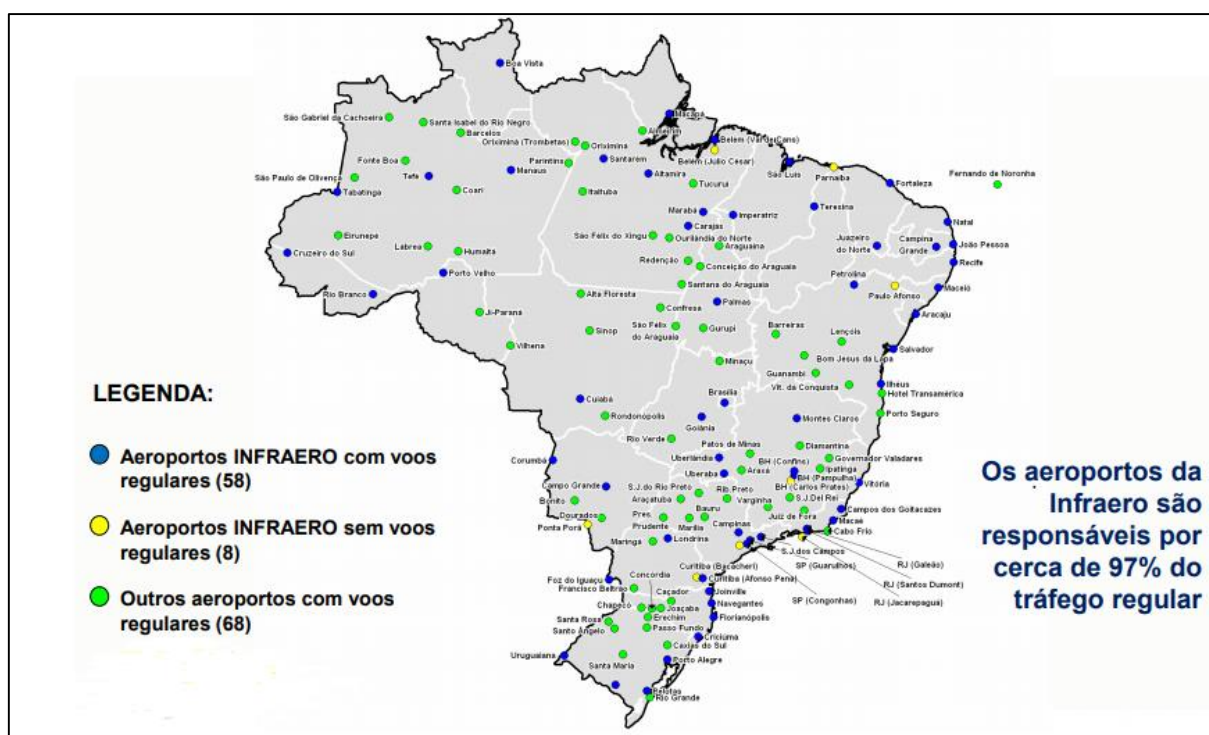 Boa Vista
Macapá
São Gabriel da Cachoeira
Santa Isabel do Rio Negro
Barcelos
Oriximina (Trombetas)
Oriximina
Almeirim
Belem (Val de Cans)
Belem (Julio Cesar)
São Luis
Parnaiba
Fortaleza
Fernando de Noronha
Fonte Boa
Tefe
Manaus
Parintins
Santarem
Altamira
Tucurui
São Paulo de Olivença
Tabatinga
Coari
Itaituba
Marabá
Carajas
Imperatriz
Teresina
Natal
Eirunepe
Cruzeiro do Sul
Labrea
Humaita
São Felix do Xingu
Ourilândia do Norte
Araguaina
Juazeiro
do Norte
Campina
Grande
João Pessoa
Recife
Porto Velho
Redenção
Conceição do Araguaia
Petrolina
Rio Branco
Santana do Araguaia
Alta Floresta
Palmas
Paulo Afonso
Maceió
Ji-Paraná
Confresa
Aracaju
Sinop
São Félix
do Araguaia
Gurupi
Barreiras
Lençois
Vilhena
Salvador
Minaçu
Bom Jesus da Lapa
Guanambi
Vit. da Conquista
Ilhéus
Hotel Transamérica
Cuiabá
Brasilia
Rondonópolis
Goiânia
Montes Claros
Porto Seguro
Rio Verde
Patos de Minas
Diamantina
Corumbá
Uberlândia
BH (Confins)
Governador Valadares
Uberaba
Araxá
Ipatinga
BH (Pampulha)
Campo Grande
S.J.do Rio Preto
Rib. Preto
BH (Carlos Prates)
Vitória
Bonito
Araçatuba
Bauru
Varginha
S.J.Del Rei
Dourados
Pres.
Prudente
Marília
Campinas
Juiz de Fora
Campos dos Goitacazes
Ponta Porã
Macaé
Cabo Frio
Maringá
Londrina
S.J.dos Campos
RJ (Galeão)
SP (Guarulhos)
RJ (Santos Dumont)
SP (Congonhas)
RJ (Jacarepaguá)
Curitiba (Bacacheri)
Concordia
Foz do Iguaçu
Curitiba (Afonso Pena)
Francisco Beltrão
Caçador
Joinville
Chapecó
Joaçaba
Navegantes
Santa Rosa
Erechim
Florianópolis
Santo Ângelo
Passo Fundo
Criciúma
Caxias do Sul
Uruguaiana
Santa Maria
Porto Alegre
Pelotas
Rio Grande
LEGENDA:
Aeroportos INFRAERO com voos
regulares (58)
Aeroportos INFRAERO sem voos
regulares (8)
Outros aeroportos com voos
regulares (68)
Os aeroportos da
Infraero são
responsáveis por
cerca de 97% do
tráfego regular